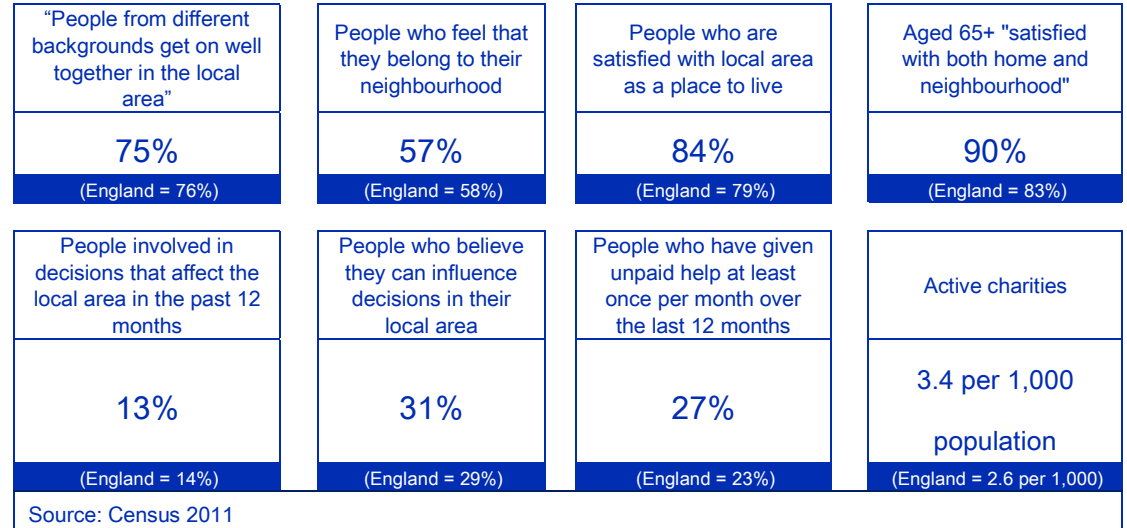 “People from different
backgrounds get on well
together in the local
area”
75%
(England = 76%)
People who feel that
they belong to their
neighbourhood
57%
(England = 58%)
People who are
satisfied with local area
as a place to live
84%
(England = 79%)
Aged 65+ "satisfied
with both home and
neighbourhood"
90%
(England = 83%)
People involved in
decisions that affect the
local area in the past 12
months
13%
(England = 14%)
People who believe
they can influence
decisions in their
local area
31%
(England = 29%)
People who have given
unpaid help at least
once per month over
the last 12 months
27%
(England = 23%)
Active charities
3.4 per 1,000
population
(England = 2.6 per 1,000)
Source: Census 2011